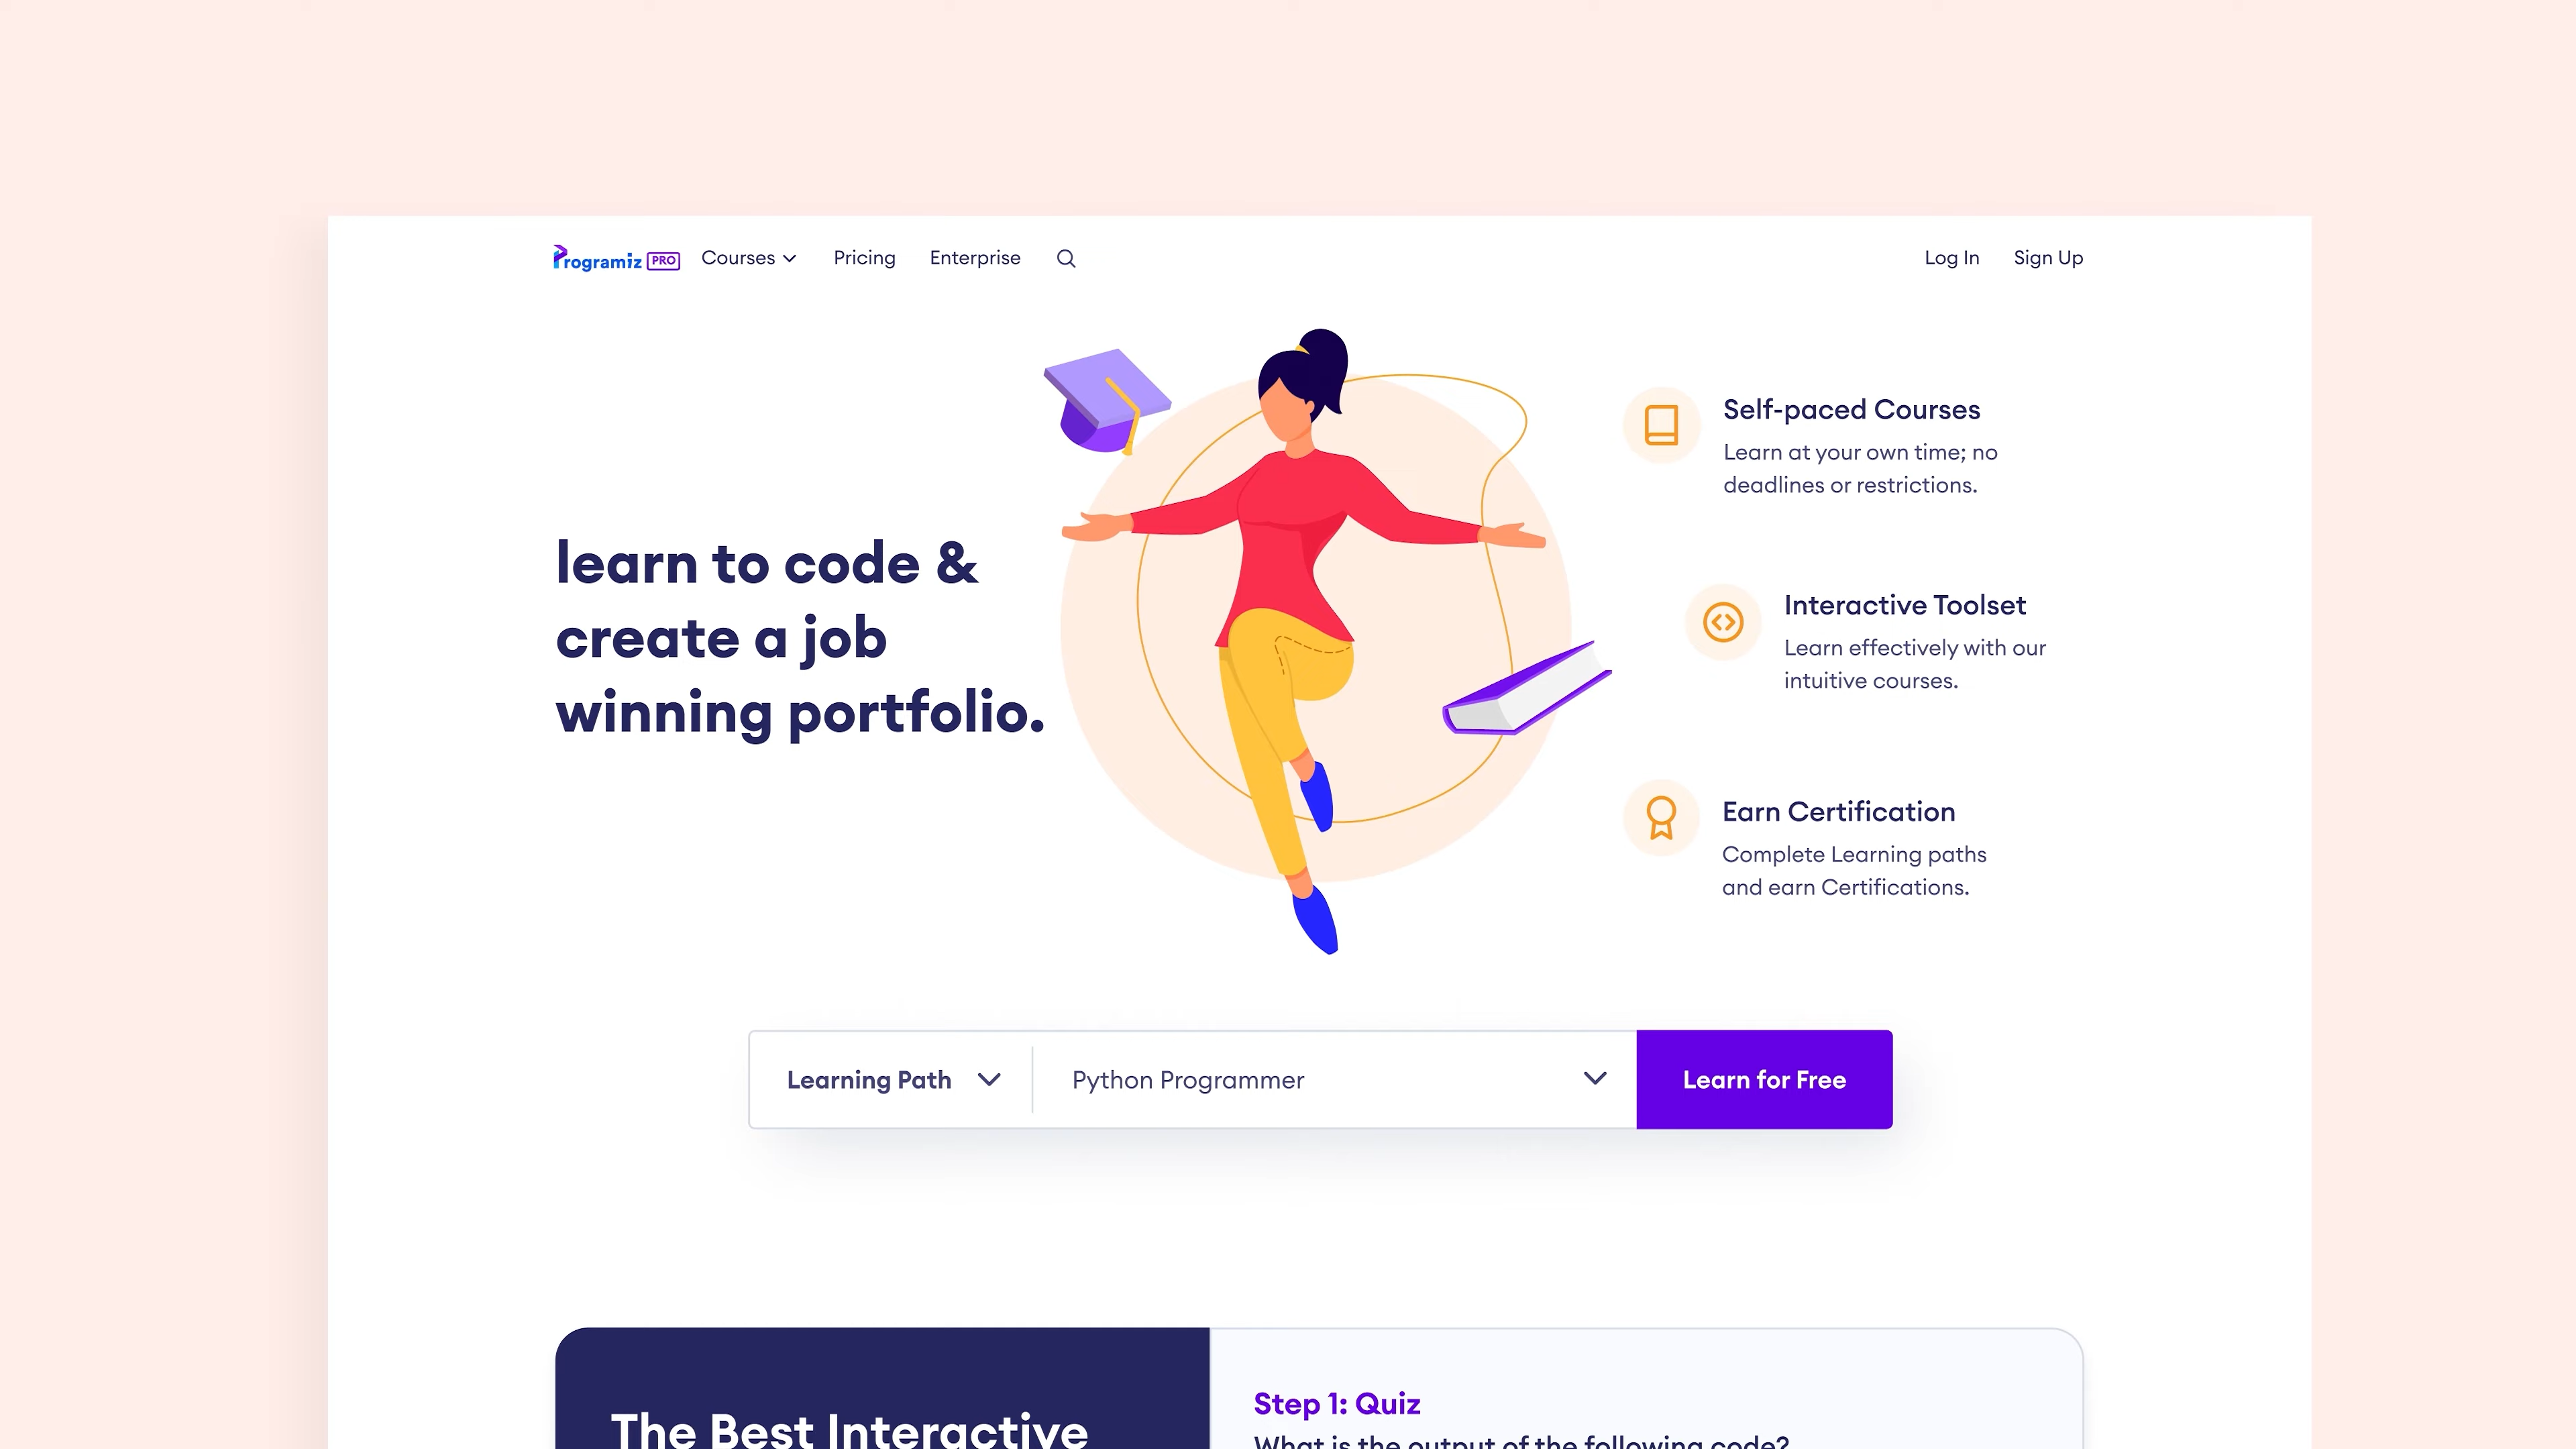 Programiz PRO
Courses
Pricing
Enterprise
Log In
Sign Up
learn to code &
create a job
winning portfolio.
Self-paced Courses
Learn at your own time; no
deadlines or restrictions.
Interactive Toolset
Learn effectively with our
intuitive courses.
Earn Certification
Complete Learning paths
and earn Certifications.
Learning Path
Python Programmer
Learn for Free
The Best Interactive
Step 1: Quiz
What is the output of the following code?